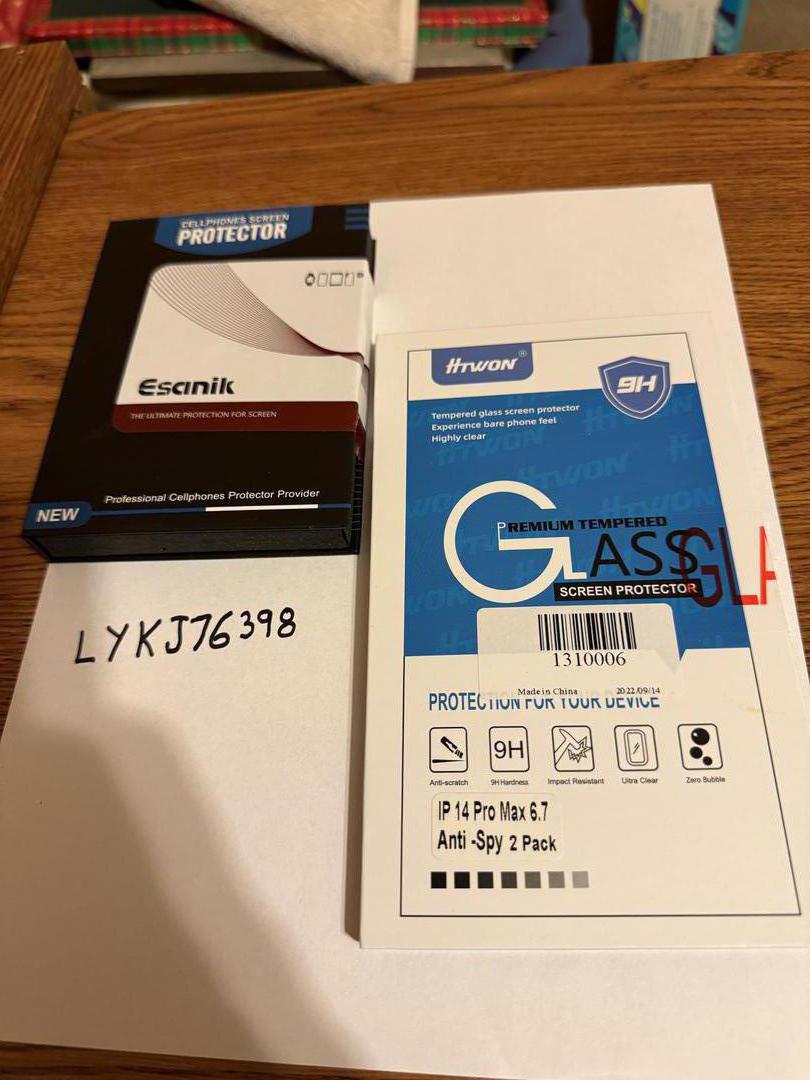 CELLPHONES SCREEN
PROTECTOR
Esanik
THE ULTIMATE PROTECTION FOR SCREEN
Professional Cellphones Protector Provider
NEW
LYKJ76398
HTWON®
9H
Tempered glass screen protector
Experience bare phone feel
Highly clear
PREMIUM TEMPERED
GLASS
GLA
SCREEN PROTECTOR
1310006
Made in China 2022/09/14
PROTECTION FOR YOUR DEVICE
9H
Anti-scratch 9H Hardness Impact Resistant Ultra Clear Zero Bubble
IP 14 Pro Max 6.7
Anti -Spy 2 Pack